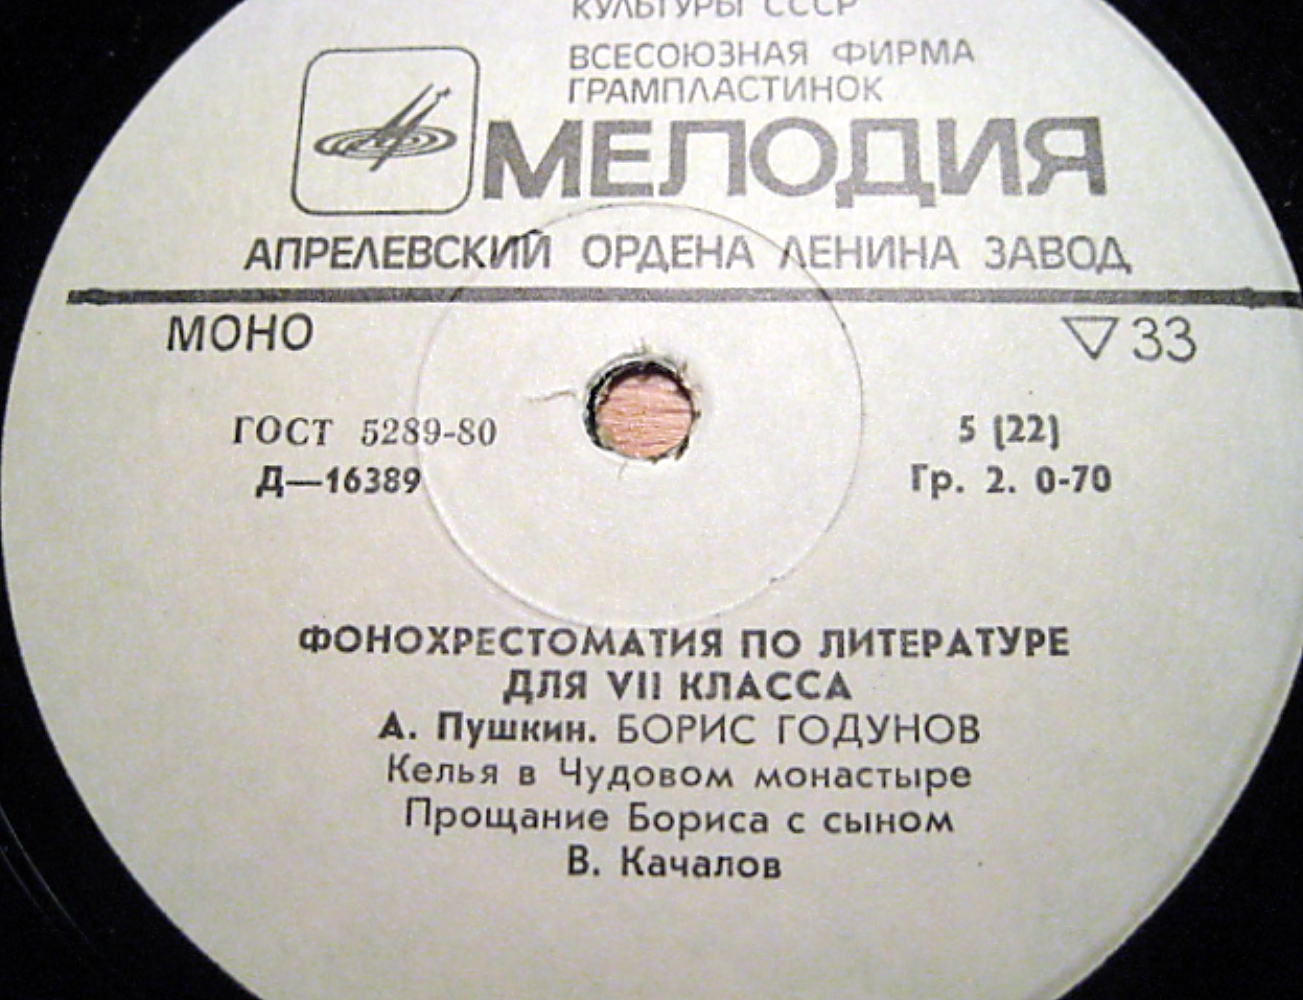 КУЛЬТУРЫ СССР
ВСЕСОЮЗНАЯ ФИРМА
ГРАМПЛАСТИНОК
МЕЛОДИЯ
АПРЕЛЕВСКИЙ ОРДЕНА ЛЕНИНА ЗАВОД
МОНО ▽33
ГОСТ 5289-80 5 (22)
Д—16389 Гр. 2. 0-70
ФОНОХРЕСТОМАТИЯ ПО ЛИТЕРАТУРЕ
ДЛЯ VII КЛАССА
А. Пушкин. БОРИС ГОДУНОВ
Келья в Чудовом монастыре
Прощание Бориса с сыном
В. Качалов